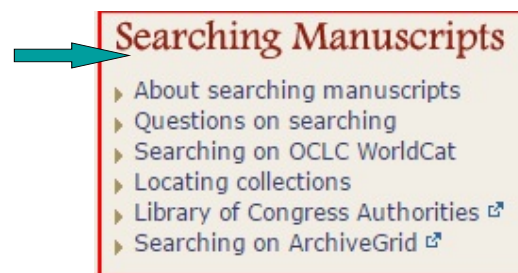 Searching Manuscripts
About searching manuscripts
Questions on searching
Searching on OCLC WorldCat
Locating collections
Library of Congress Authorities
Searching on ArchiveGrid